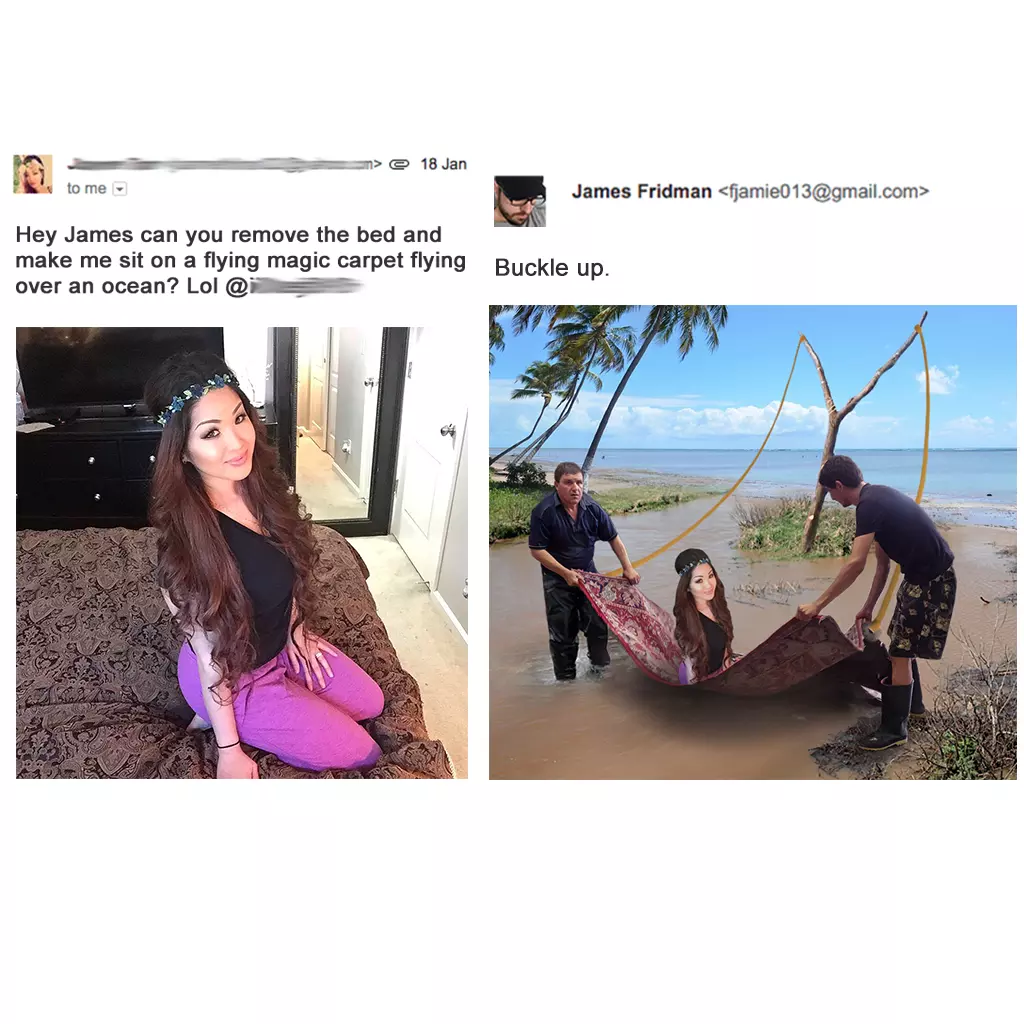 18 Jan
to me
Hey James can you remove the bed and
make me sit on a flying magic carpet flying
over an ocean? Lol @
James Fridman <fjamie013@gmail.com>
Buckle up.